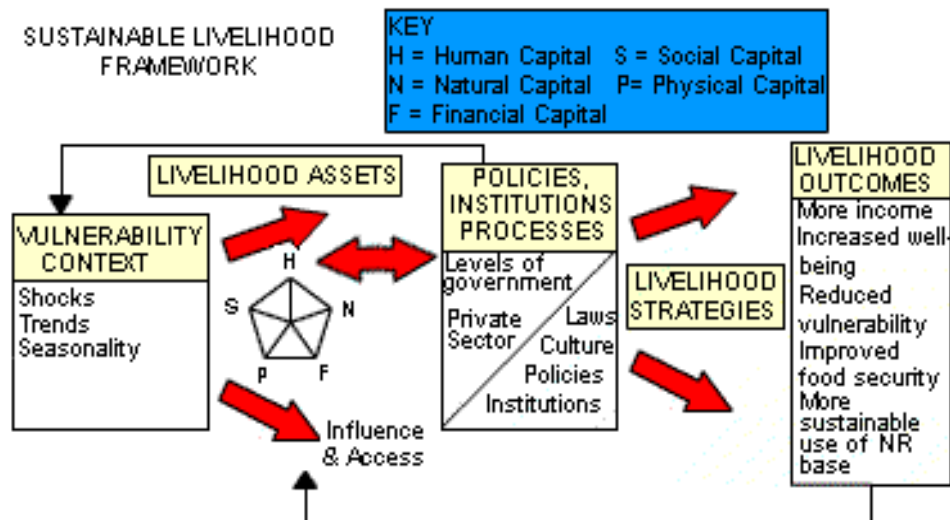 SUSTAINABLE LIVELIHOOD
FRAMEWORK
KEY
H = Human Capital S = Social Capital
N = Natural Capital P= Physical Capital
F = Financial Capital
LIVELIHOOD ASSETS
VULNERABILITY
CONTEXT
Shocks
Trends
Seasonality
H
S
N
P
F
Influence
& Access
POLICIES,
INSTITUTIONS
PROCESSES
Levels of
government
Private
Sector
Laws
Culture
Policies
Institutions
LIVELIHOOD
STRATEGIES
LIVELIHOOD
OUTCOMES
More income
Increased well-
being
Reduced
vulnerability
Improved
food security
More
sustainable
use of NR
base